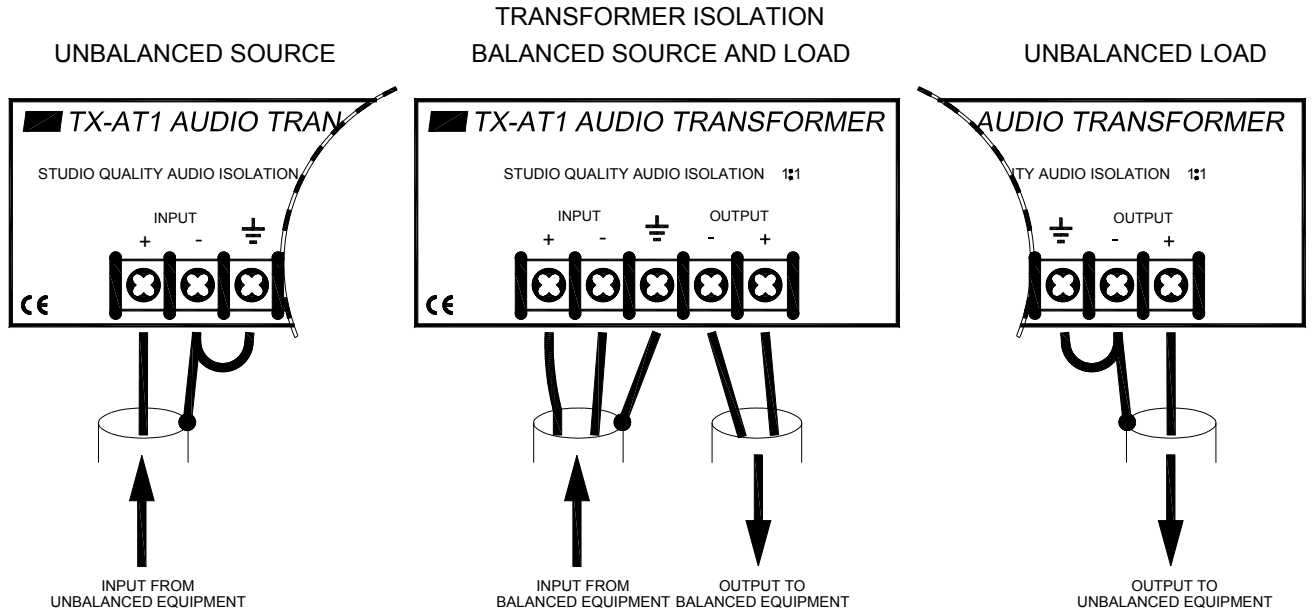 TRANSFORMER ISOLATION
UNBALANCED SOURCE
BALANCED SOURCE AND LOAD
UNBALANCED LOAD
TX-AT1 AUDIO TRAN
STUDIO QUALITY AUDIO ISOLATION
INPUT
+ -
CE
INPUT FROM
UNBALANCED EQUIPMENT
TX-AT1 AUDIO TRANSFORMER
STUDIO QUALITY AUDIO ISOLATION 1:1
INPUT OUTPUT
+ - - +
CE
INPUT FROM
BALANCED EQUIPMENT
OUTPUT TO
BALANCED EQUIPMENT
AUDIO TRANSFORMER
ITY AUDIO ISOLATION 1:1
OUTPUT
- +
OUTPUT TO
UNBALANCED EQUIPMENT